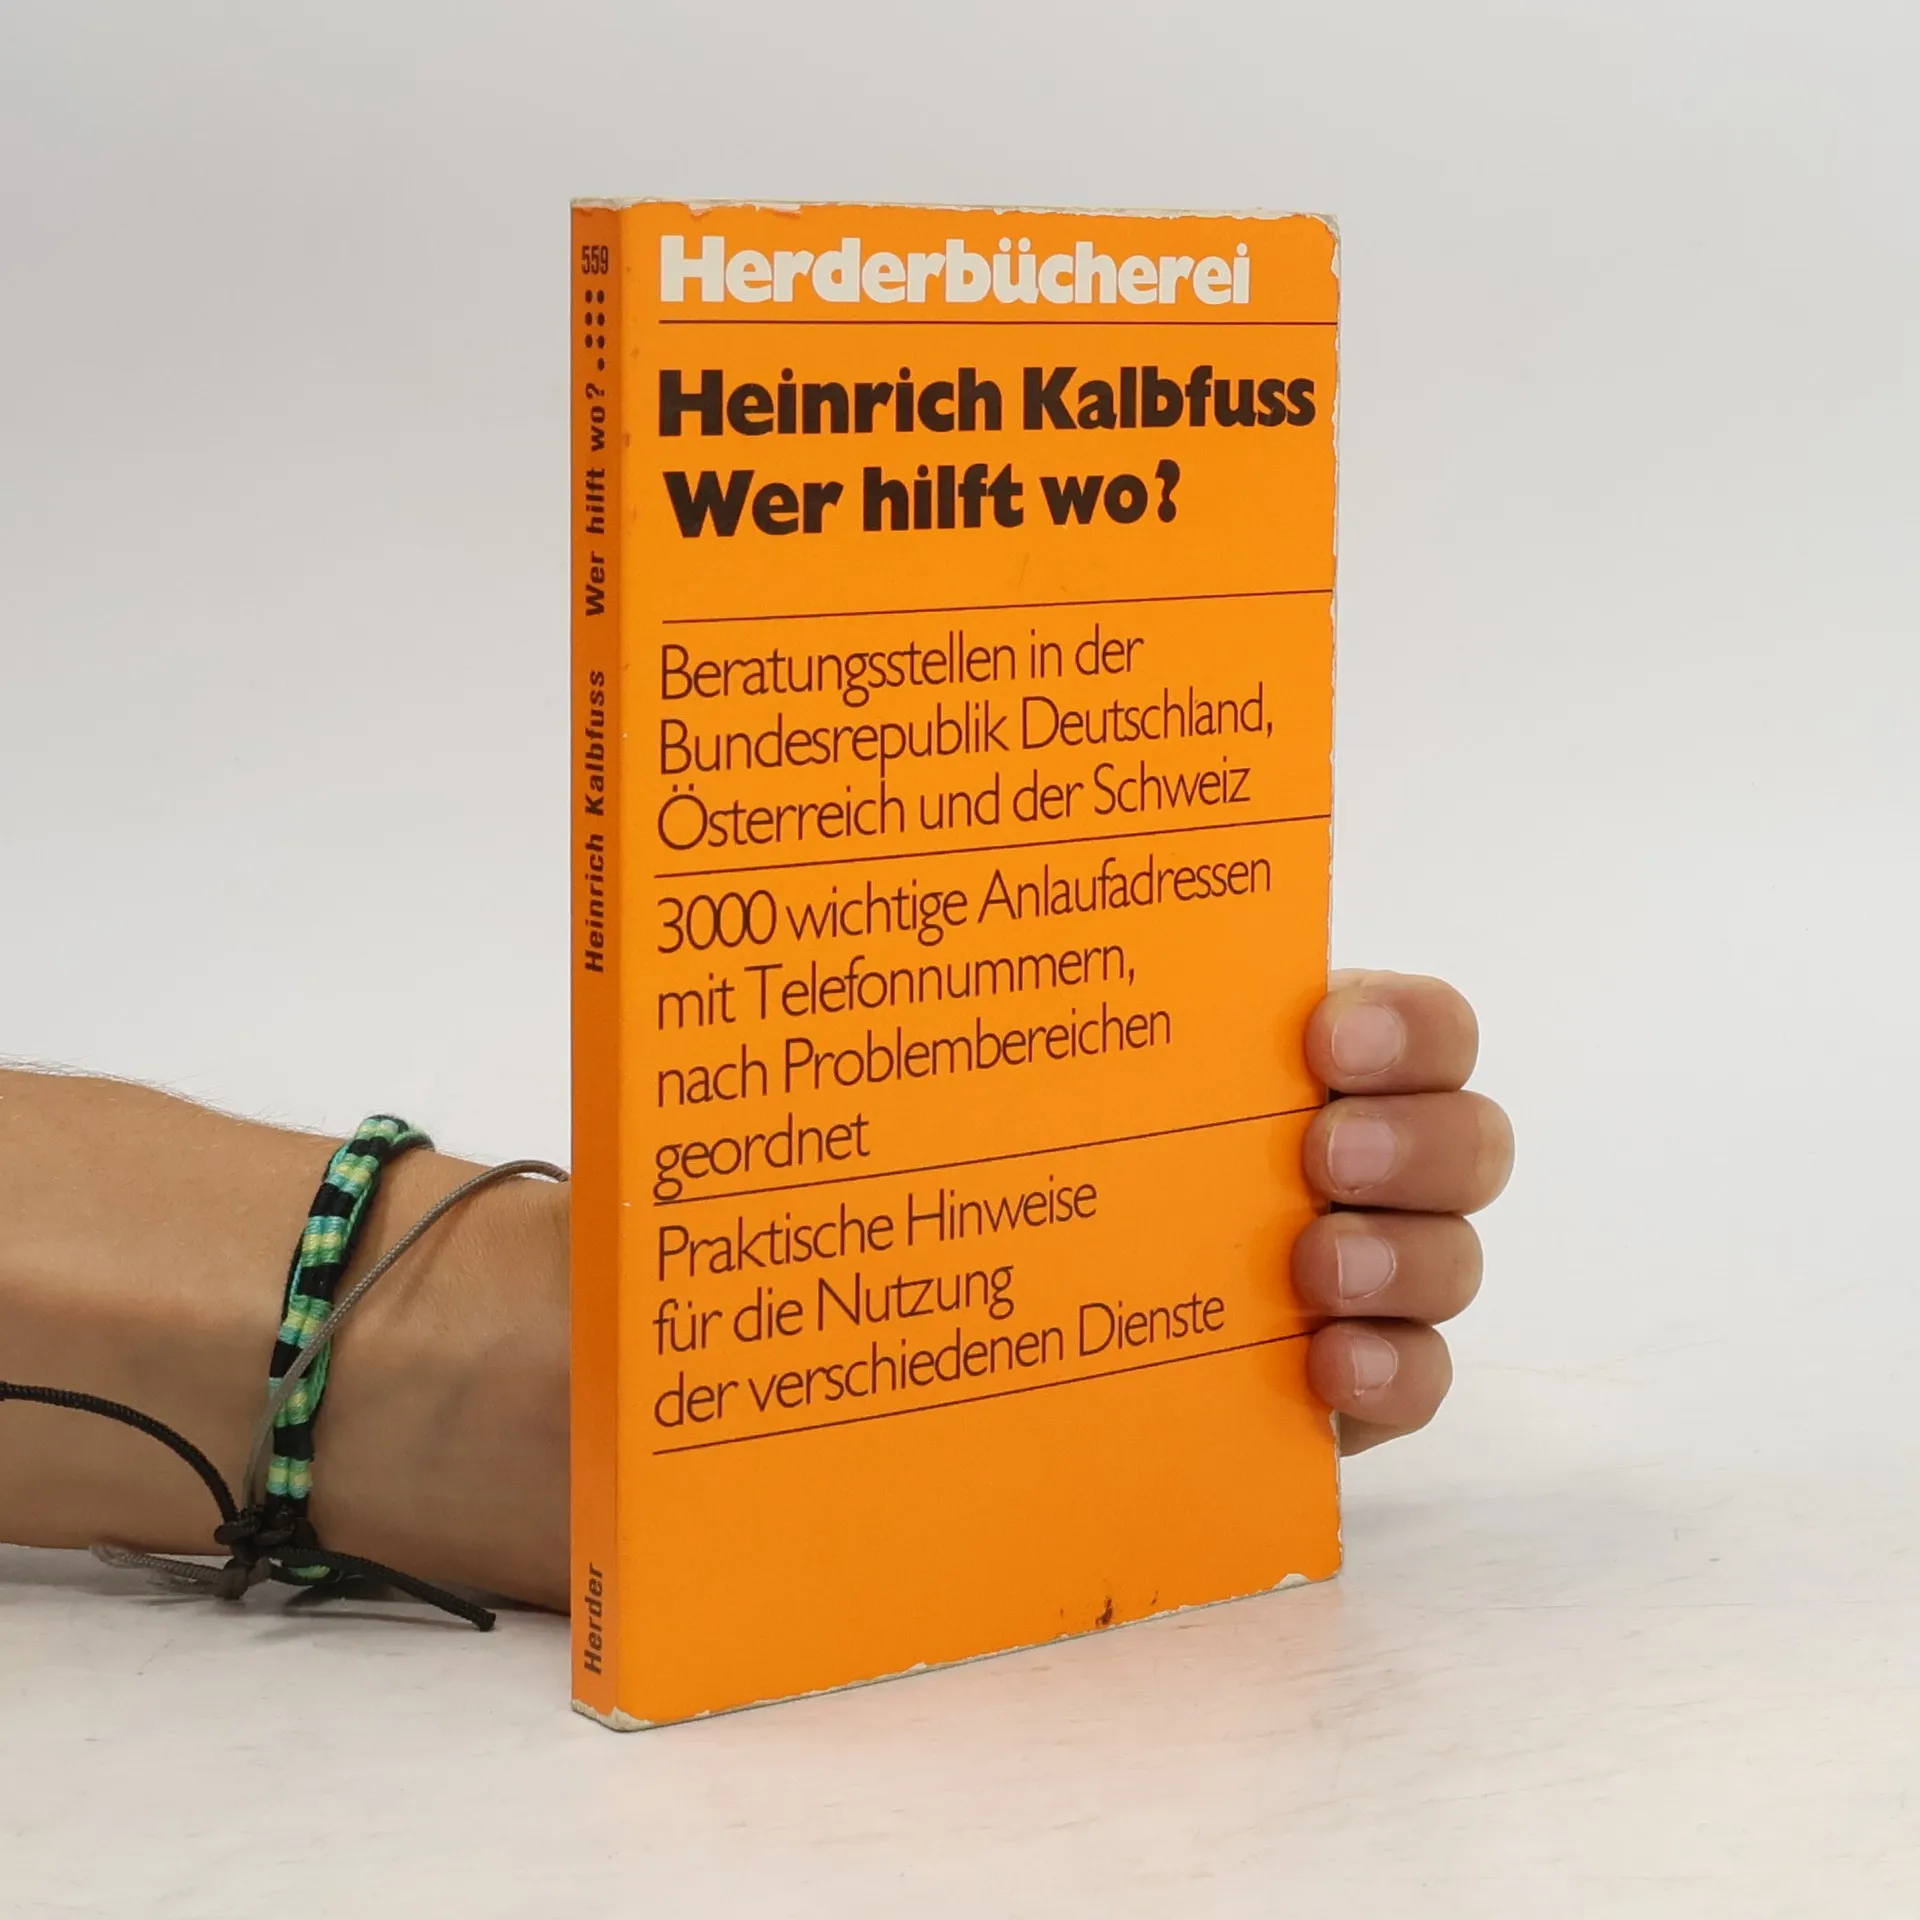 Herderbücherei
Heinrich Kalbfuss
Wer hilft wo?
Beratungsstellen in der
Bundesrepublik Deutschland,
Österreich und der Schweiz
3000 wichtige Anlaufadressen
mit Telefonnummern,
nach Problembereichen
geordnet
Praktische Hinweise
für die Nutzung
der verschiedenen Dienste
559
Heinrich Kalbfuss Wer hilft wo?
Herder